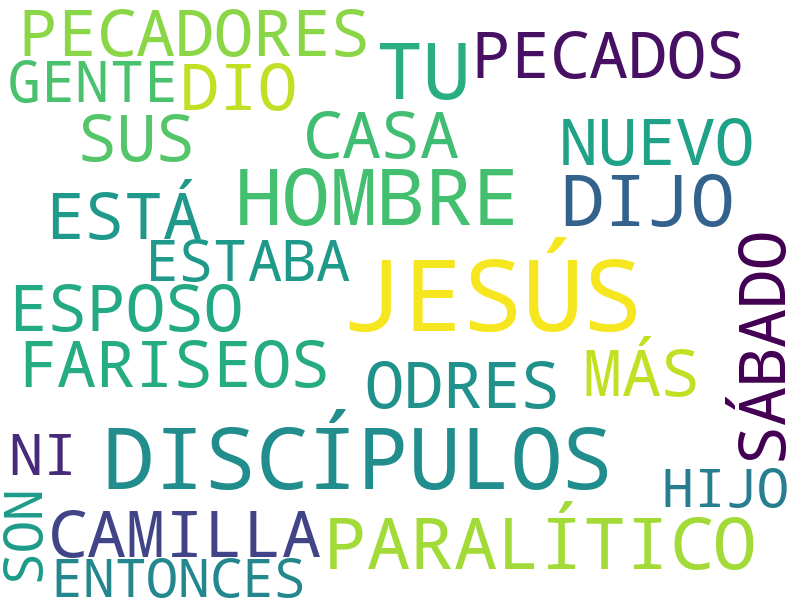 PECADORES
TU
PECADOS
GENTE
DIO
SUS
CASA
NUEVO
ESTÁ
HOMBRE
DIJO
ESTABA
JESÚS
SÁBADO
ESPOSO
FARISEOS
ODRES
MÁS
NI
DISCÍPULOS
HIJO
SON
CAMILLA
PARALÍTICO
ENTONCES